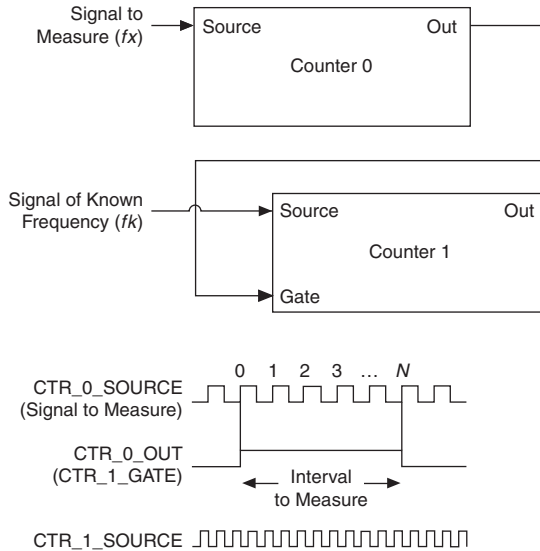 Signal to
Measure (fx)
Source
Out
Counter 0
Signal of Known
Frequency (fk)
Source
Out
Counter 1
Gate
0 1 2 3 … N
CTR_0_SOURCE
(Signal to Measure)
CTR_0_OUT
(CTR_1_GATE)
Interval
to Measure
CTR_1_SOURCE